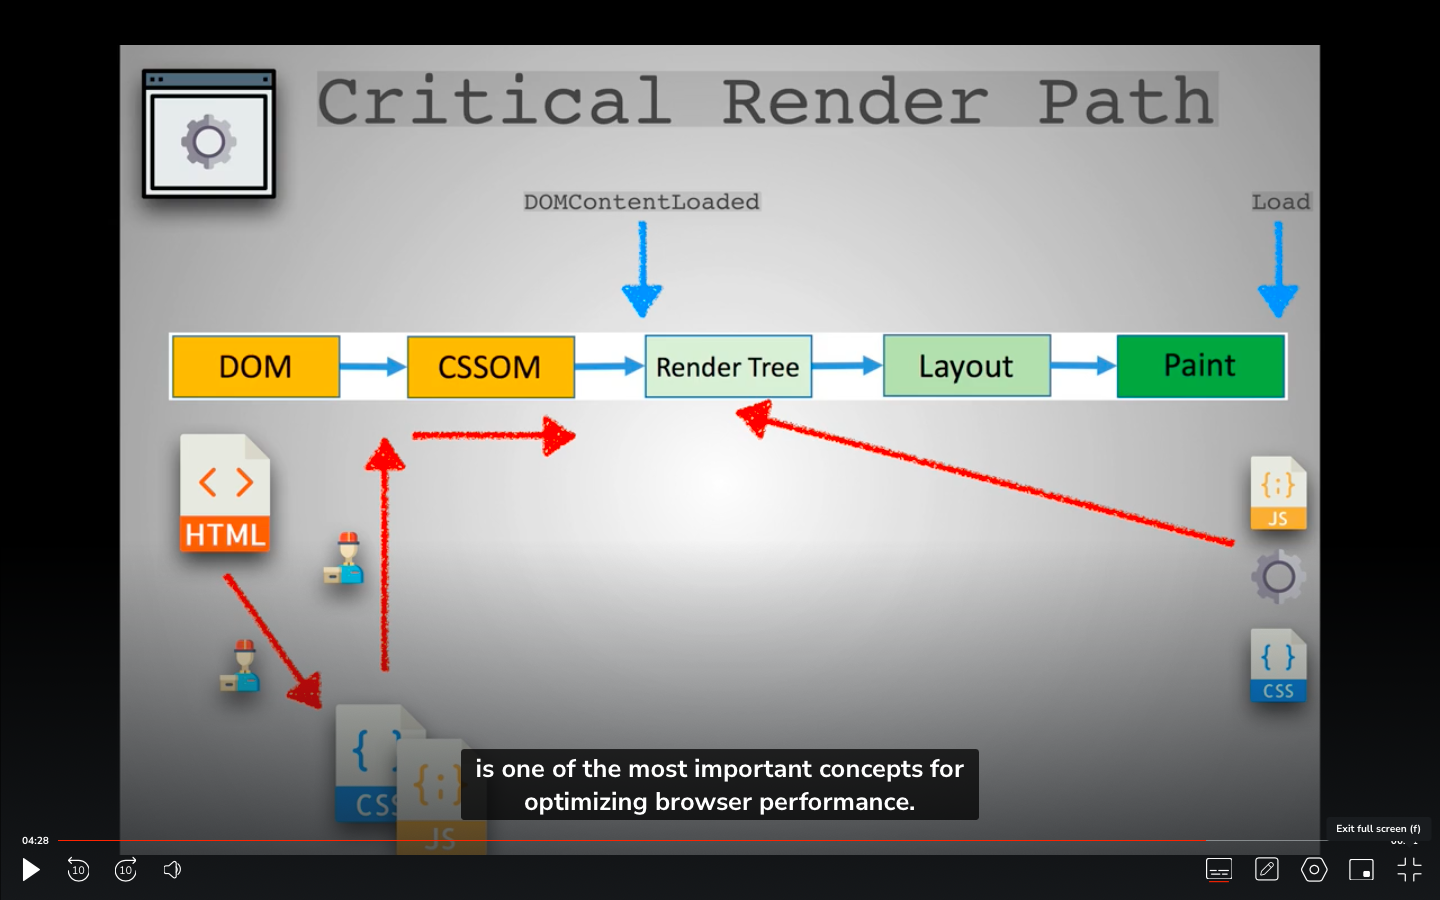 Critical Render Path
DOMContentLoaded
Load
DOM
CSSOM
Render Tree
Layout
Paint
HTML
JS
CSS
CSS
JS
is one of the most important concepts for
optimizing browser performance.
Exit full screen (f)
04:28
10
10